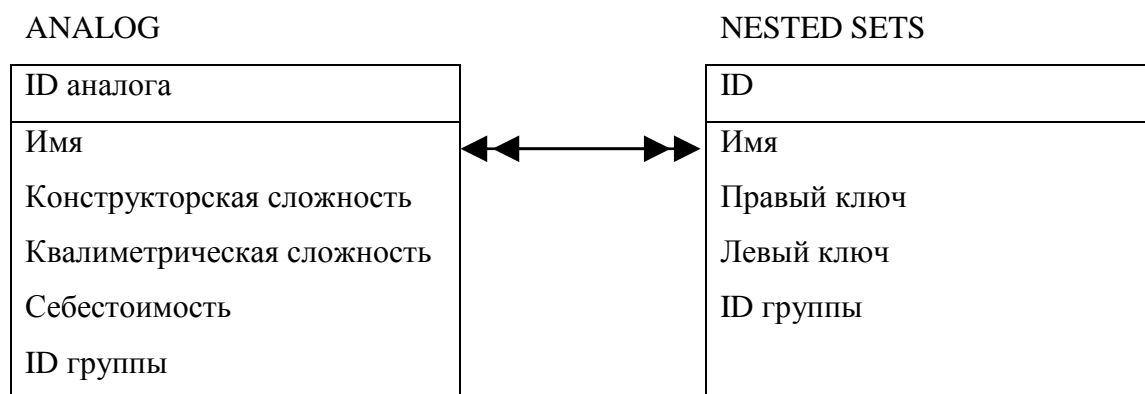 ANALOG
ID аналога
Имя
Конструкторская сложность
Квалиметрическая сложность
Себестоимость
ID группы
NESTED SETS
ID
Имя
Правый ключ
Левый ключ
ID группы